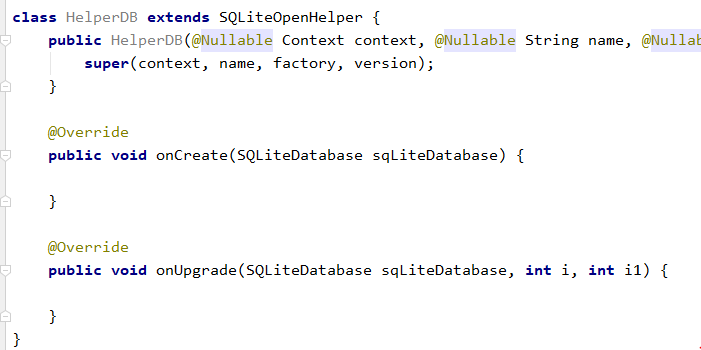 class HelperDB extends SQLiteOpenHelper {
    public HelperDB(@Nullable Context context, @Nullable String name, @Nullab
        super(context, name, factory, version);
    }

    @Override
    public void onCreate(SQLiteDatabase sqLiteDatabase) {

    }

    @Override
    public void onUpgrade(SQLiteDatabase sqLiteDatabase, int i, int i1) {

    }
}